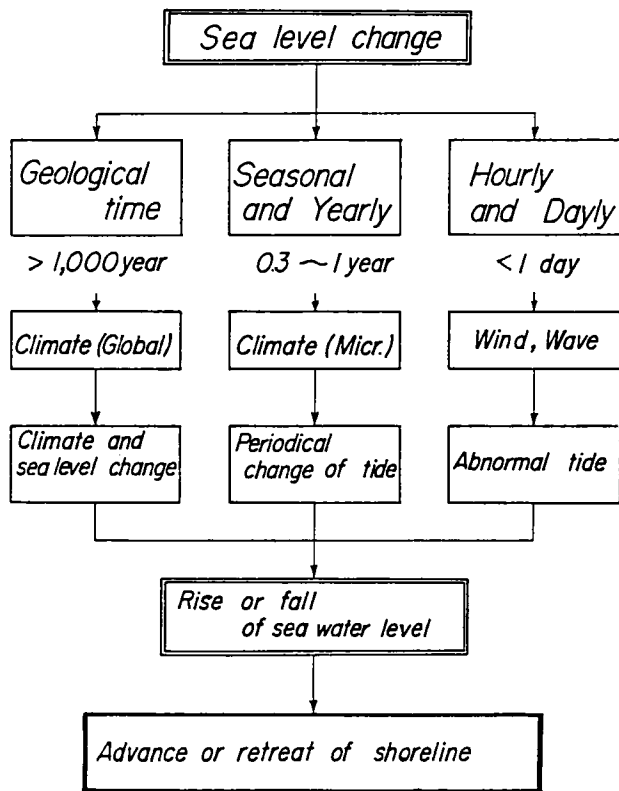 Sea level change
Geological
time
Seasonal
and Yearly
Hourly
and Dayly
> 1,000 year
0.3 ~ 1 year
< 1 day
Climate (Global)
Climate (Micr.)
Wind, Wave
Climate and
sea level change
Periodical
change of tide
Abnormal tide
Rise or fall
of sea water level
Advance or retreat of shoreline